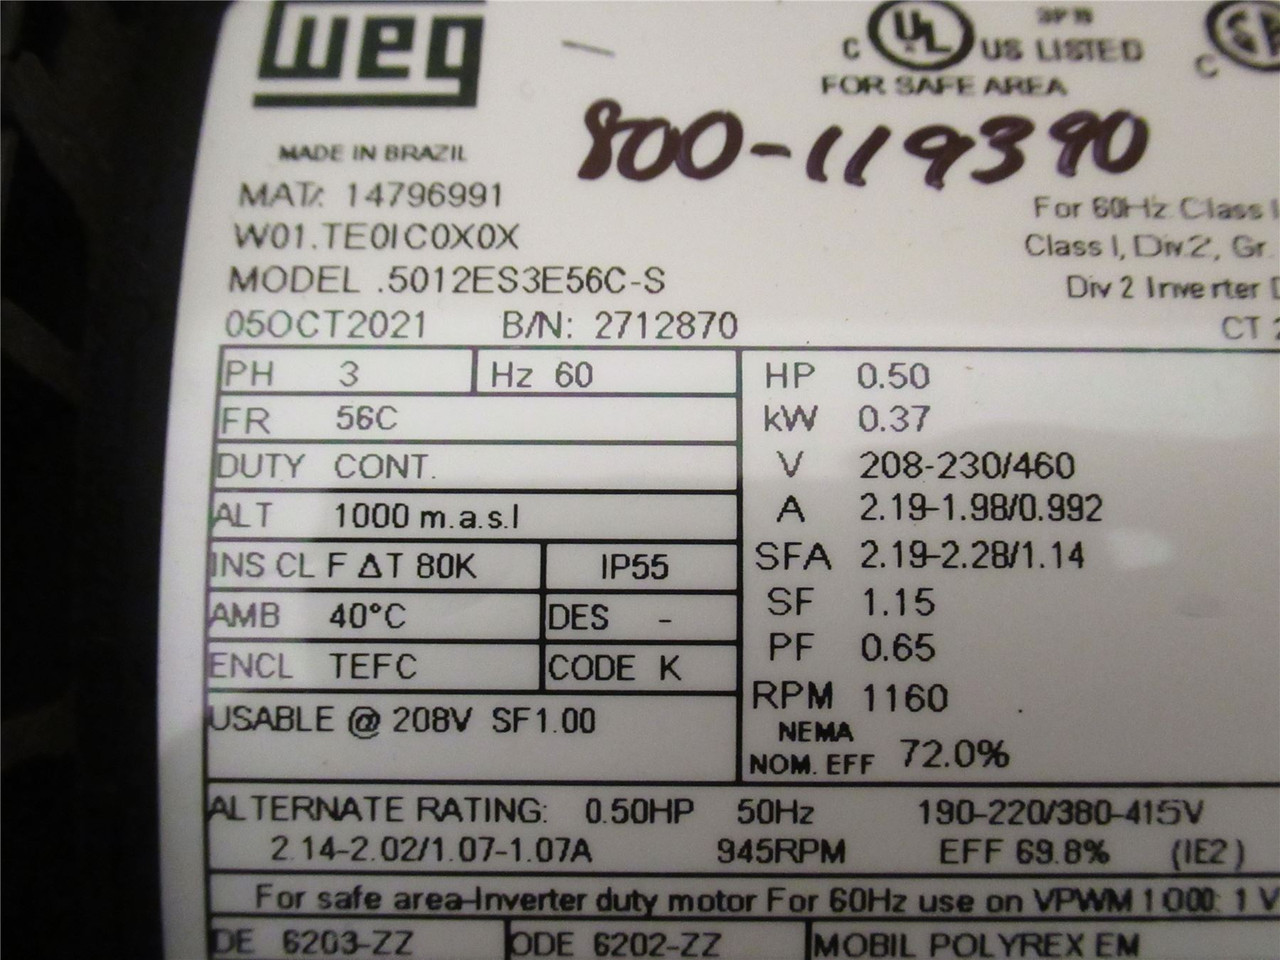 weg
C UL US LISTED
FOR SAFE AREA
C
800-119390
MADE IN BRAZIL
MAT: 14796991
W01.TE0IC0X0X
MODEL .5012ES3E56C-S
05OCT2021 B/N: 2712870
For 60Hz Class I
Class I, Div.2, Gr.
Div 2 Inverter
CT
PH 3 Hz 60
FR 56C
DUTY CONT.
ALT 1000 m.a.s.l
INS CL F ΔT 80K IP55
AMB 40°C DES -
ENCL TEFC CODE K
USABLE @ 208V SF1.00
HP 0.50
kW 0.37
V 208-230/460
A 2.19-1.98/0.992
SFA 2.19-2.28/1.14
SF 1.15
PF 0.65
RPM 1160
NEMA
NOM. EFF 72.0%
ALTERNATE RATING: 0.50HP 50Hz 190-220/380-415V
2.14-2.02/1.07-1.07A 945RPM EFF 69.8% (IE2)
For safe area-Inverter duty motor For 60Hz use on VPWM 1000: 1 V
DE 6203-ZZ ODE 6202-ZZ MOBIL POLYREX EM